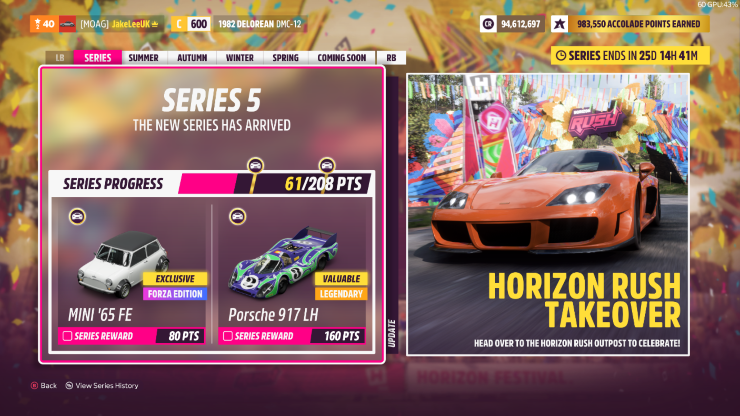 60 GPU:43%
40 [MOAG] JakeLeeUK
C 600 1982 DELOREAN DMC-12
CR 94,612,697
983,550 ACCOLADE POINTS EARNED
LB SERIES SUMMER AUTUMN WINTER SPRING COMING SOON RB
SERIES ENDS IN 25D 14H 41M
SERIES 5
THE NEW SERIES HAS ARRIVED
SERIES PROGRESS 61/208 PTS
EXCLUSIVE
FORZA EDITION
MINI '65 FE
SERIES REWARD 80 PTS
3
VALUABLE
LEGENDARY
Porsche 917 LH
SERIES REWARD 160 PTS
UPDATE
RUSH
HORIZON RUSH
TAKEOVER
HEAD OVER TO THE HORIZON RUSH OUTPOST TO CELEBRATE!
B Back
View Series History
HORIZON FESTIVAL